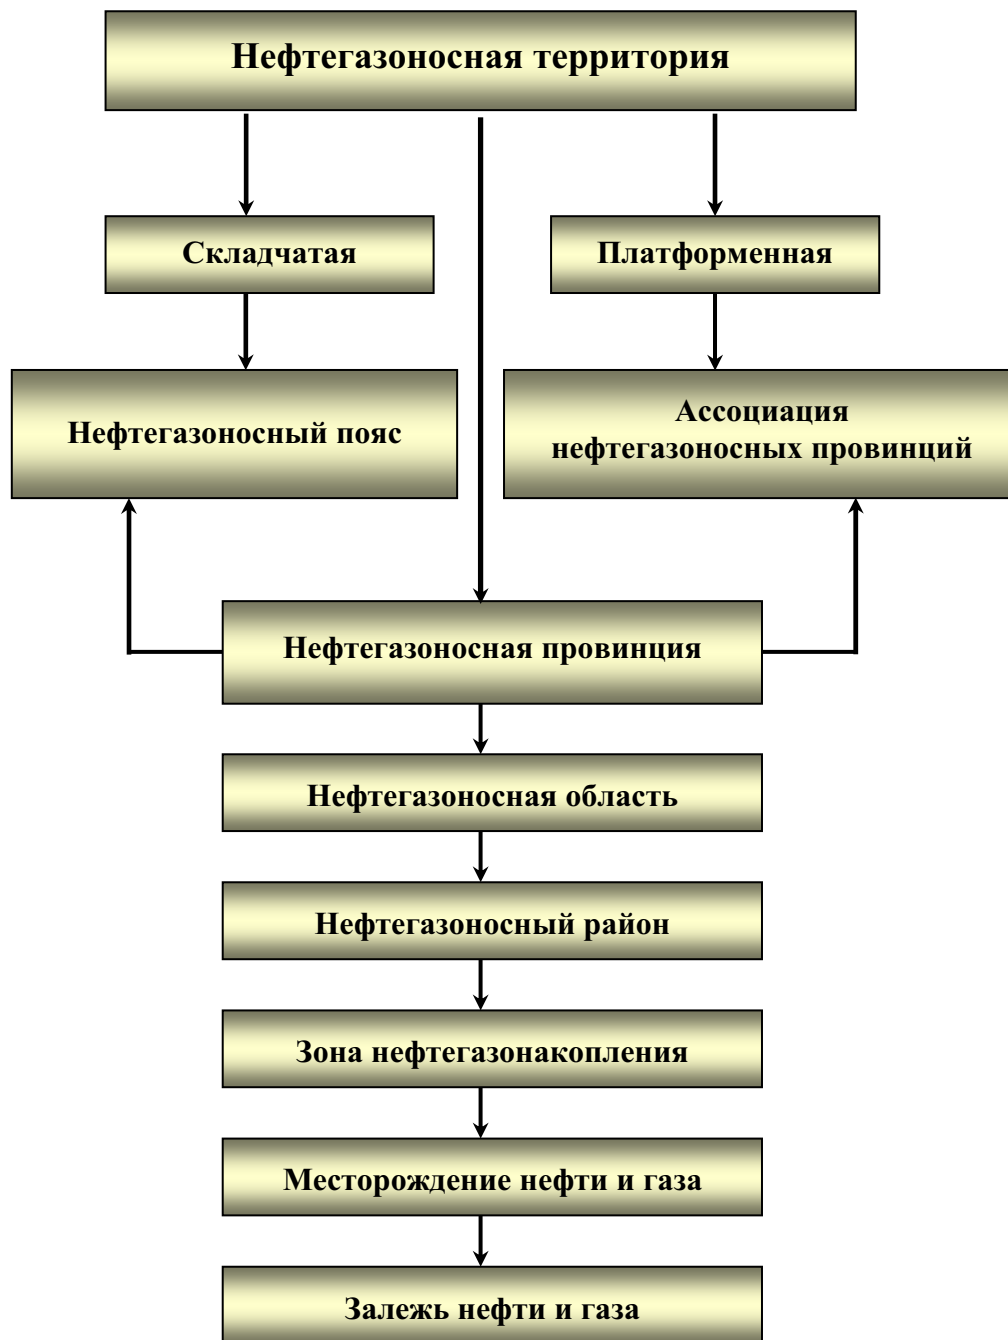 Нефтегазоносная территория
Складчатая
Платформенная
Нефтегазоносный пояс
Ассоциация
нефтегазоносных провинций
Нефтегазоносная провинция
Нефтегазоносная область
Нефтегазоносный район
Зона нефтегазонакопления
Месторождение нефти и газа
Залежь нефти и газа